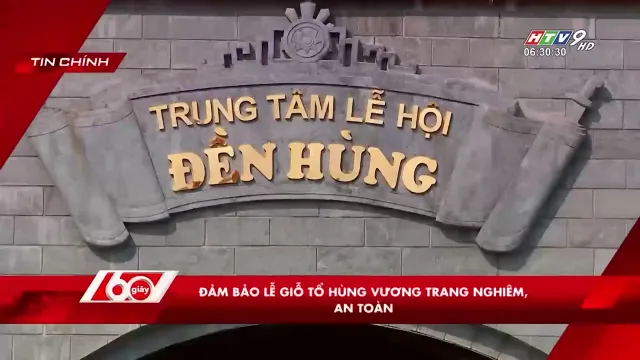 TIN CHÍNH
HTV9 HD
06:30:30
TRUNG TÂM LỄ HỘI
ĐỀN HÙNG
60 giây
ĐẢM BẢO LỄ GIỖ TỔ HÙNG VƯƠNG TRANG NGHIÊM,
AN TOÀN